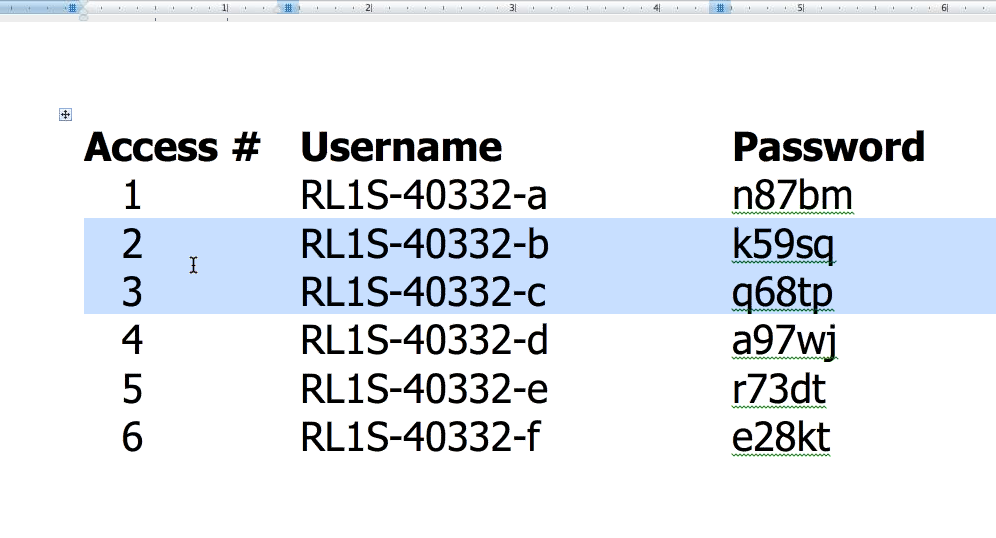 1 2 3 4 5 6
Access # Username Password
1 RL1S-40332-a n87bm
2 RL1S-40332-b k59sq
3 RL1S-40332-c q68tp
4 RL1S-40332-d a97wj
5 RL1S-40332-e r73dt
6 RL1S-40332-f e28kt